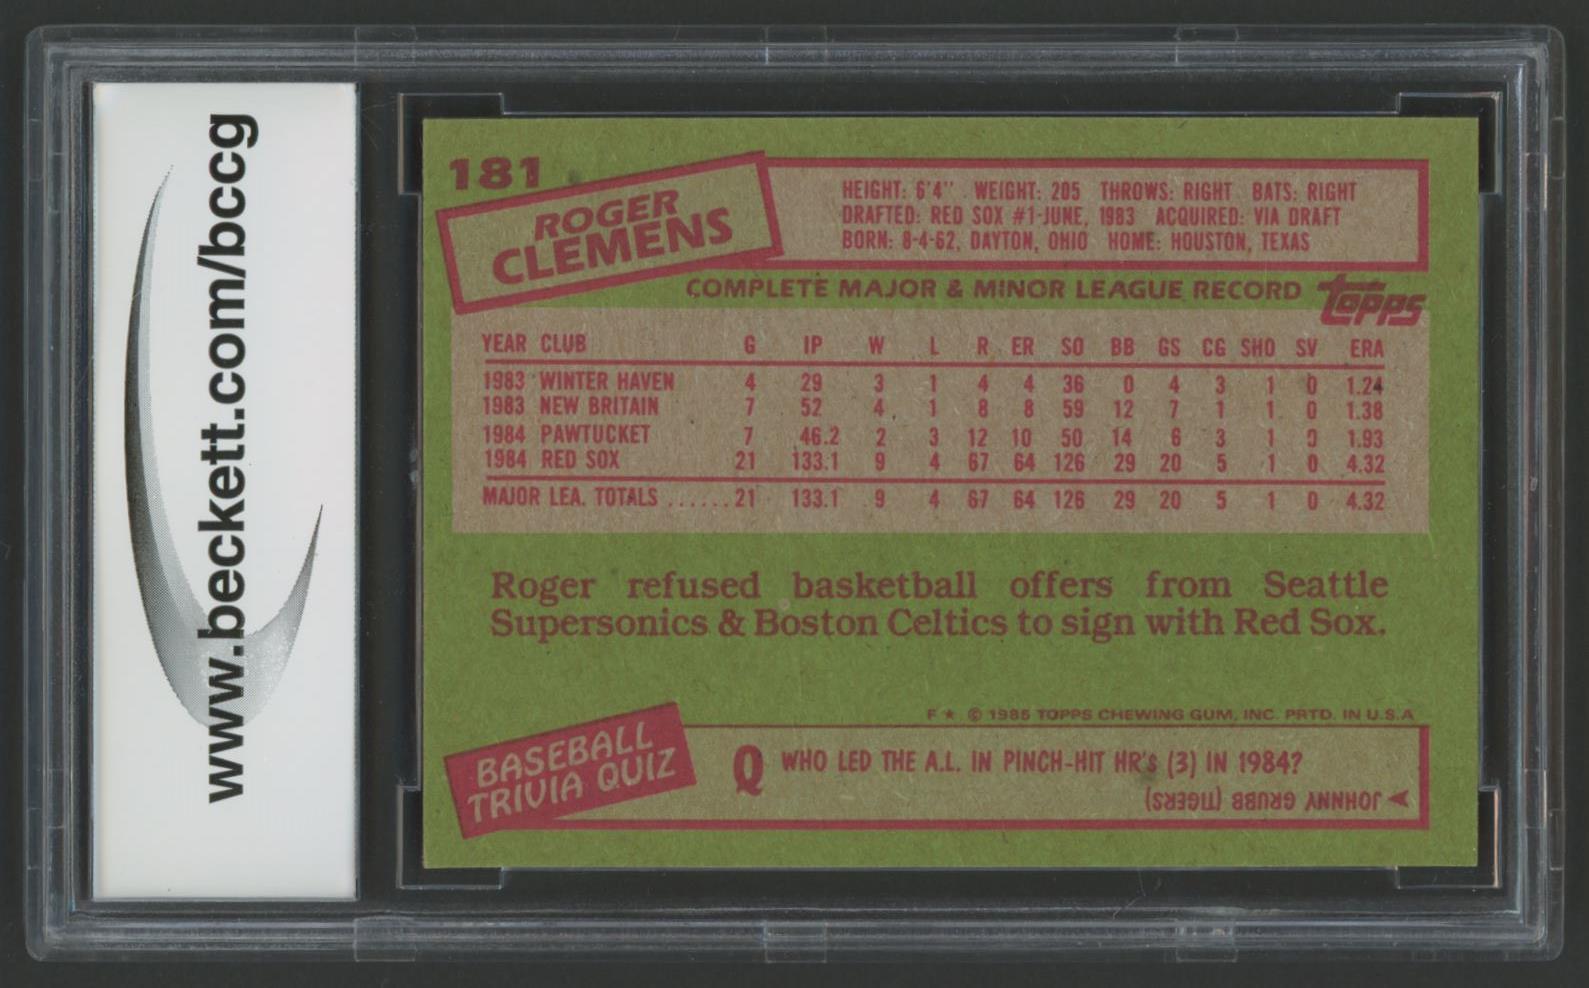 www.beckett.com/bccg
181
ROGER
CLEMENS
HEIGHT: 6'4" WEIGHT: 205 THROWS: RIGHT BATS: RIGHT
DRAFTED: RED SOX #1-JUNE, 1983 ACQUIRED: VIA DRAFT
BORN: 8-4-62, DAYTON, OHIO HOME: HOUSTON, TEXAS
COMPLETE MAJOR & MINOR LEAGUE RECORD
topps
YEAR CLUB G IP W L R ER SO BB GS CG SHO SV ERA
1983 WINTER HAVEN 4 29 3 1 4 4 36 0 4 3 1 0 1.24
1983 NEW BRITAIN 7 52 4 1 8 8 59 12 7 1 1 0 1.38
1984 PAWTUCKET 7 46.2 2 3 12 10 50 14 6 3 1 0 1.93
1984 RED SOX 21 133.1 9 4 67 64 126 29 20 5 1 0 4.32
MAJOR LEA. TOTALS ...... 21 133.1 9 4 67 64 126 29 20 5 1 0 4.32
Roger refused basketball offers from Seattle
Supersonics & Boston Celtics to sign with Red Sox.
F ★ © 1985 TOPPS CHEWING GUM, INC. PRTD. IN U.S.A
BASEBALL
TRIVIA QUIZ
Q WHO LED THE A.L. IN PINCH-HIT HR's (3) IN 1984?
JOHNNY GRUBB (TIGERS)